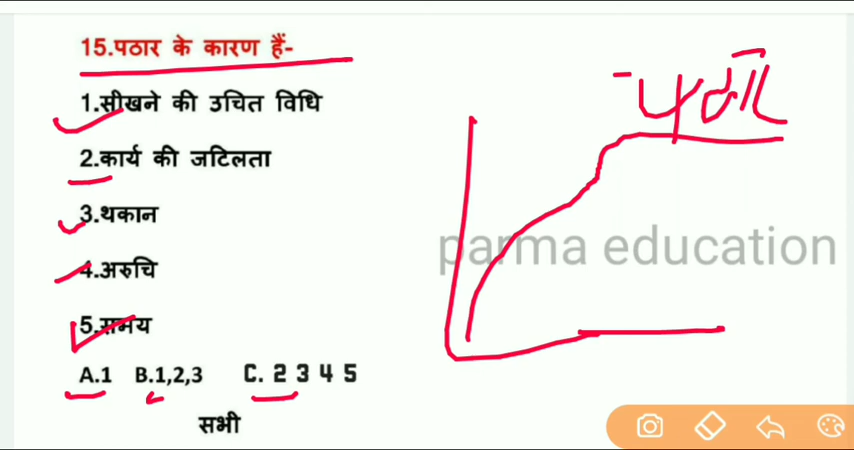 15.पठार के कारण हैं-
1.सीखने की उचित विधि
2.कार्य की जटिलता
3.थकान
4.अरुचि
5.समय
A.1 B.1,2,3 C. 2 3 4 5
सभी
parma education